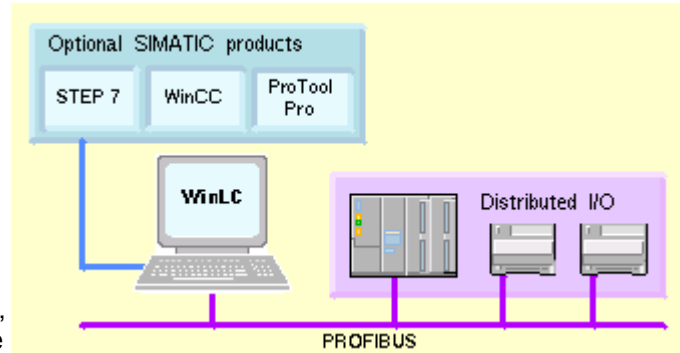 Optional SIMATIC products
STEP 7
WinCC
ProTool
Pro
WinLC
Distributed I/O
,
e
PROFIBUS